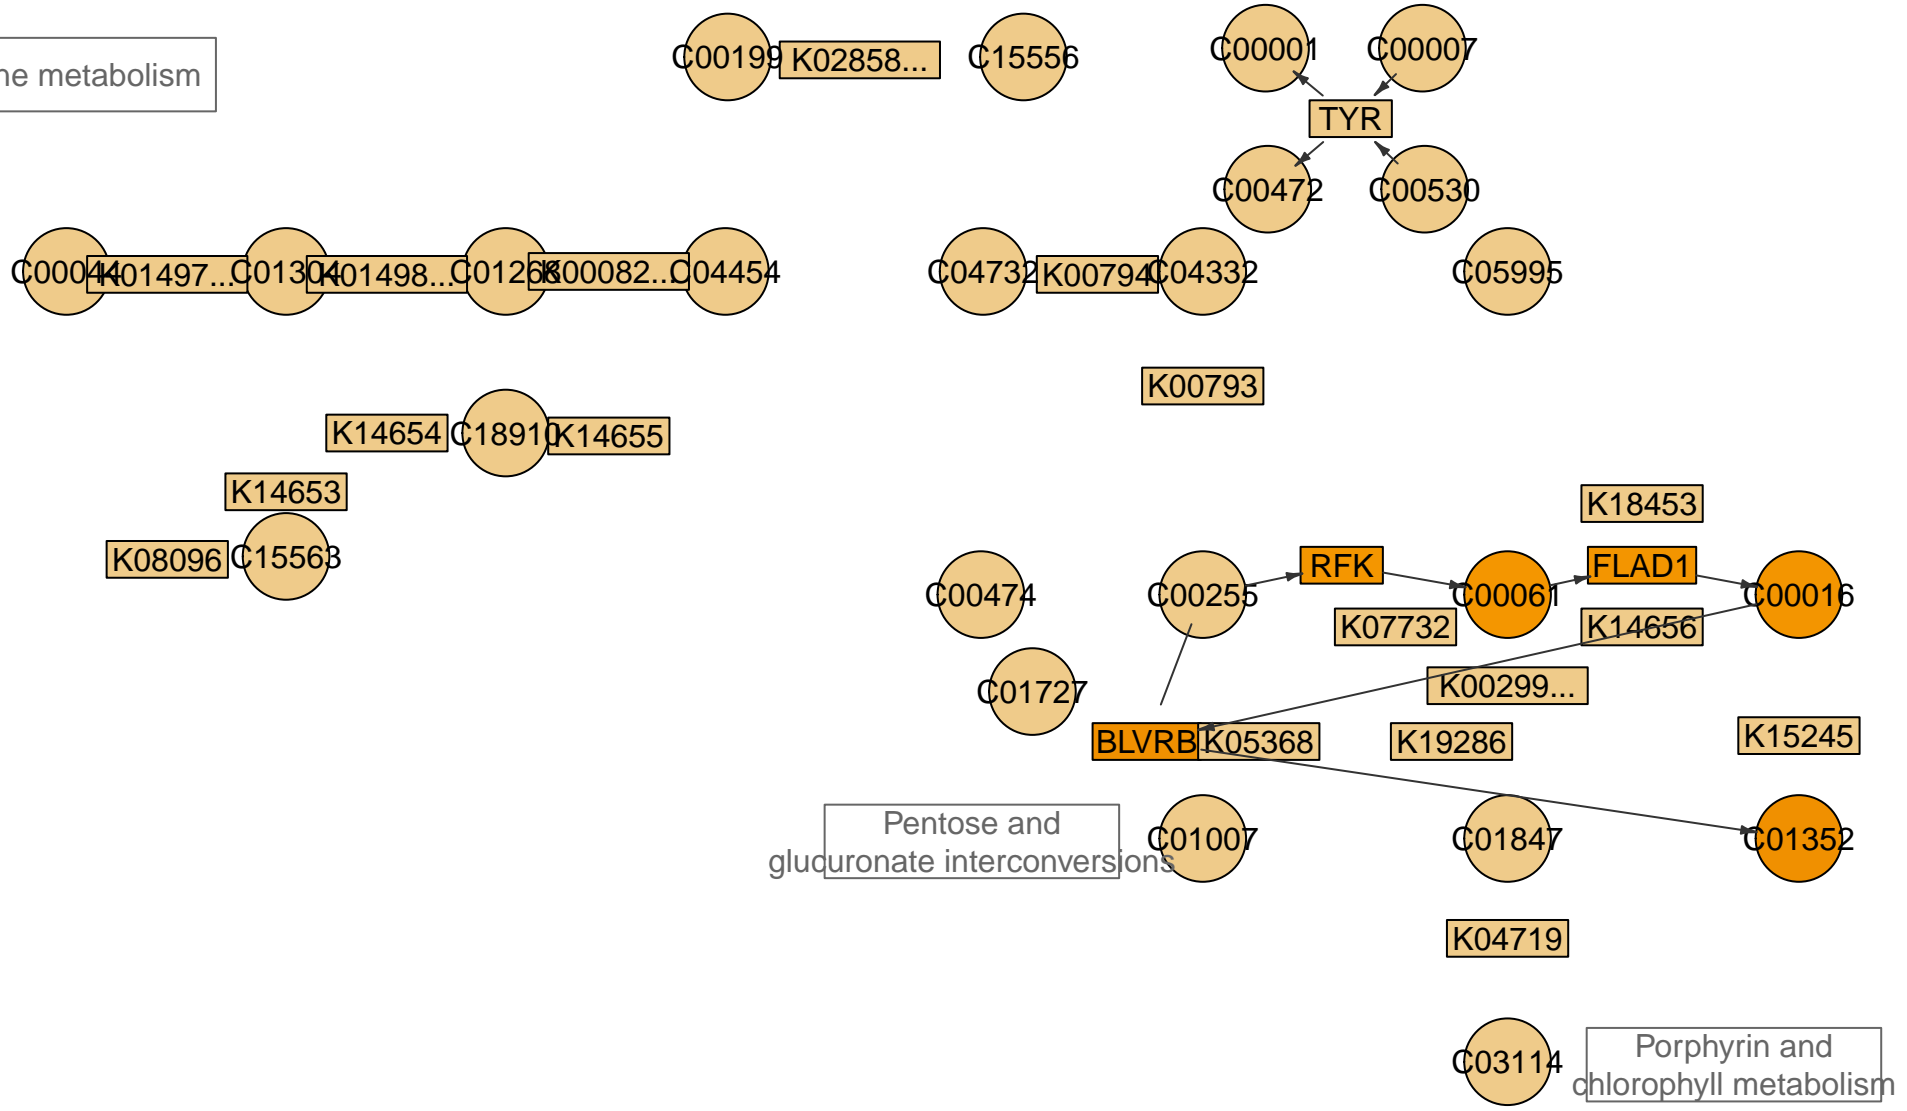 ne metabolism
C00199
K02858...
C15556
C00001
C00007
TYR
C00472
C00530
C00044
K01497...
C01304
K01498...
C01268
K00082...
C04454
C04732
K00794
C04332
C05995
K00793
K14654
C18910
K14655
K14653
K08096
C15563
K18453
C00474
C00255
RFK
C00061
FLAD1
C00016
K07732
K14656
C01727
K00299...
BLVRB
K05368
K19286
K15245
Pentose and
glucuronate interconversions
C01007
C01847
C01352
K04719
C03114
Porphyrin and
chlorophyll metabolism